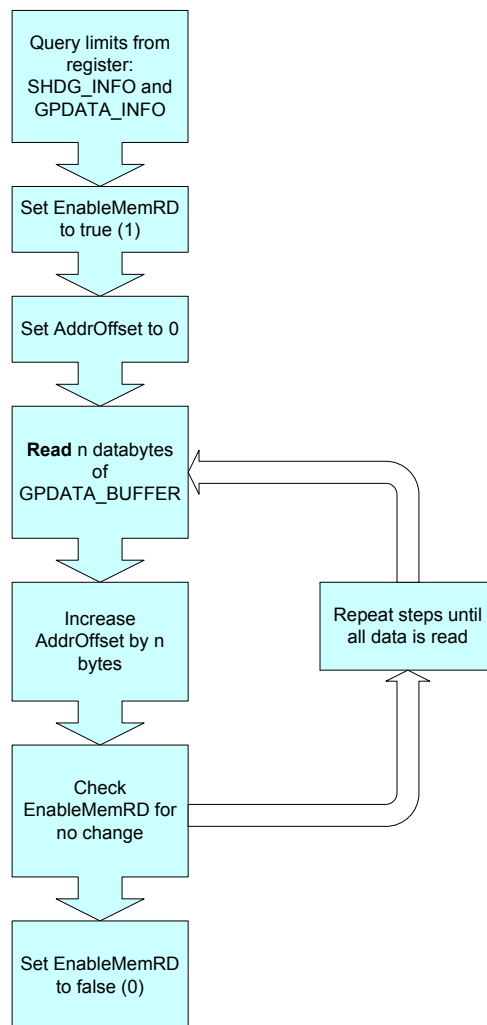 Query limits from
register:
SHDG_INFO and
GPDATA_INFO
Set EnableMemRD
to true (1)
Set AddrOffset to 0
Read n databytes
of
GPDATA_BUFFER
Increase
AddrOffset by n
bytes
Repeat steps until
all data is read
Check
EnableMemRD for
no change
Set EnableMemRD
to false (0)